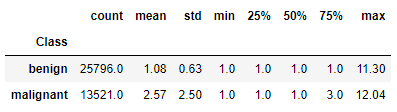 count mean std min 25% 50% 75% max
Class
benign 25796.0 1.08 0.63 1.0 1.0 1.0 1.0 11.30
malignant 13521.0 2.57 2.50 1.0 1.0 1.0 3.0 12.04